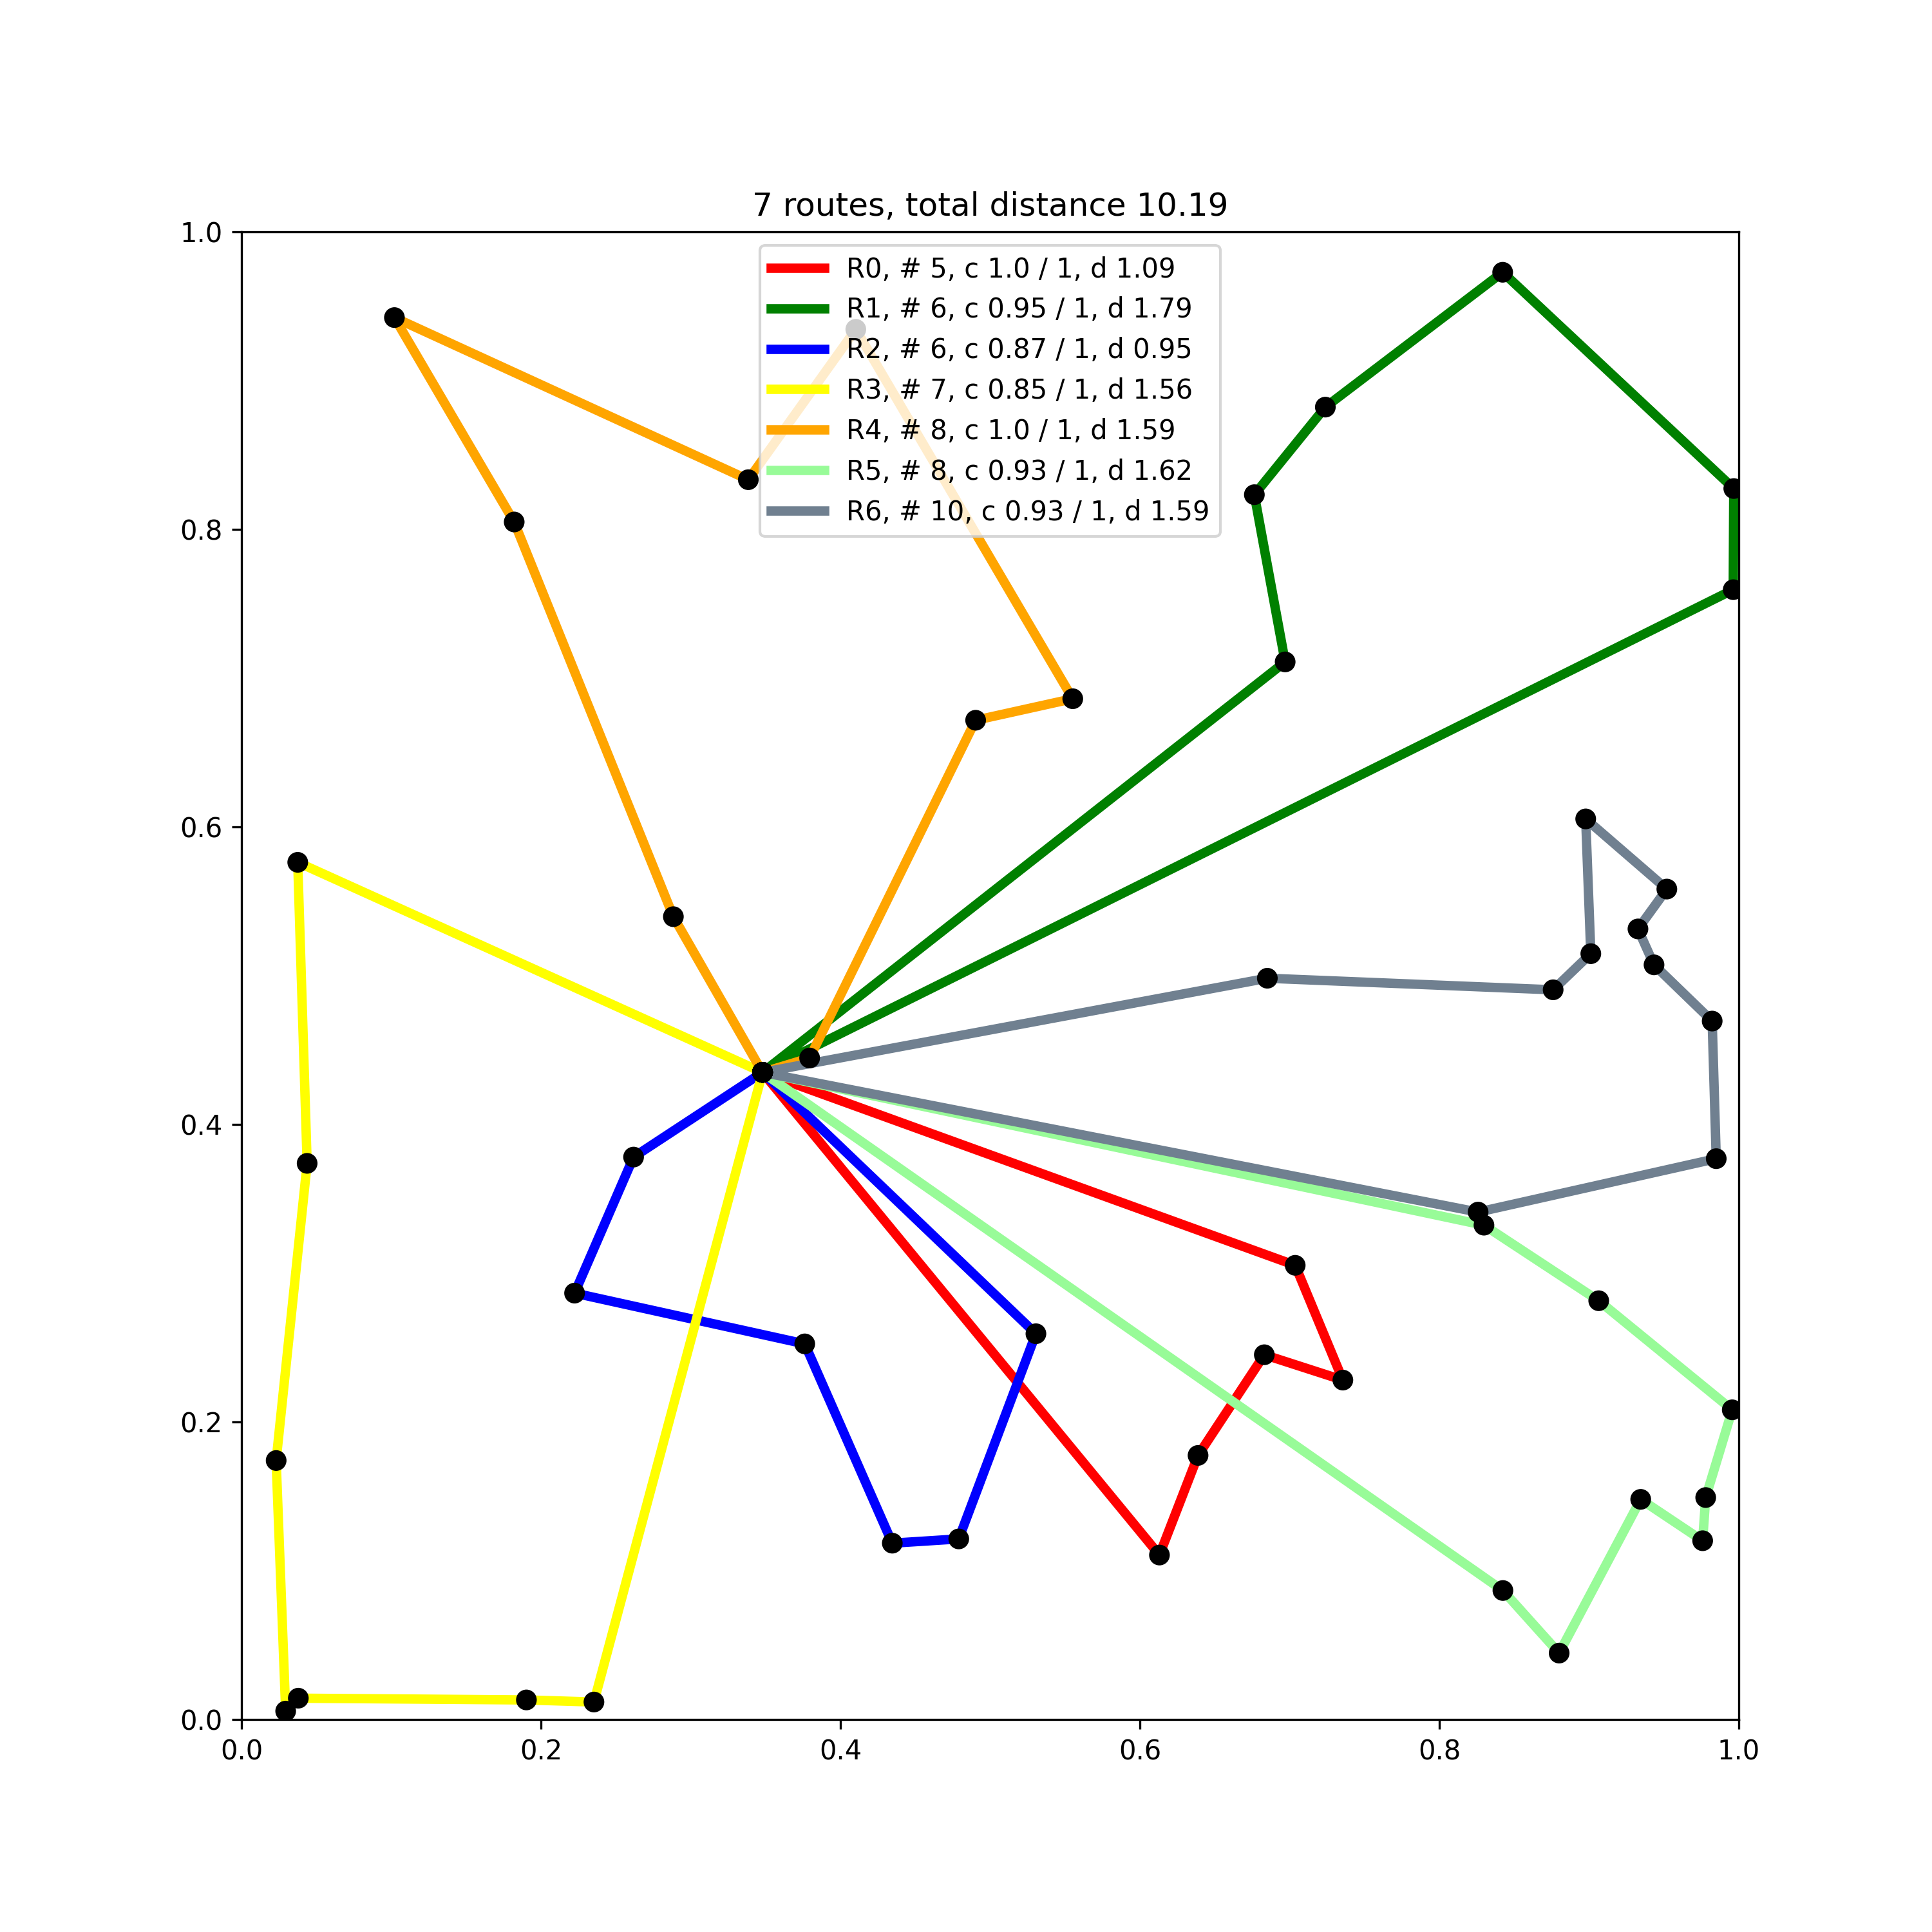 7 routes, total distance 10.19
1.0
R0, # 5, c 1.0 / 1, d 1.09
R1, # 6, c 0.95 / 1, d 1.79
R2, # 6, c 0.87 / 1, d 0.95
R3, # 7, c 0.85 / 1, d 1.56
R4, # 8, c 1.0 / 1, d 1.59
R5, # 8, c 0.93 / 1, d 1.62
R6, # 10, c 0.93 / 1, d 1.59
0.8
0.6
0.4
0.2
0.0
0.0 0.2 0.4 0.6 0.8 1.0